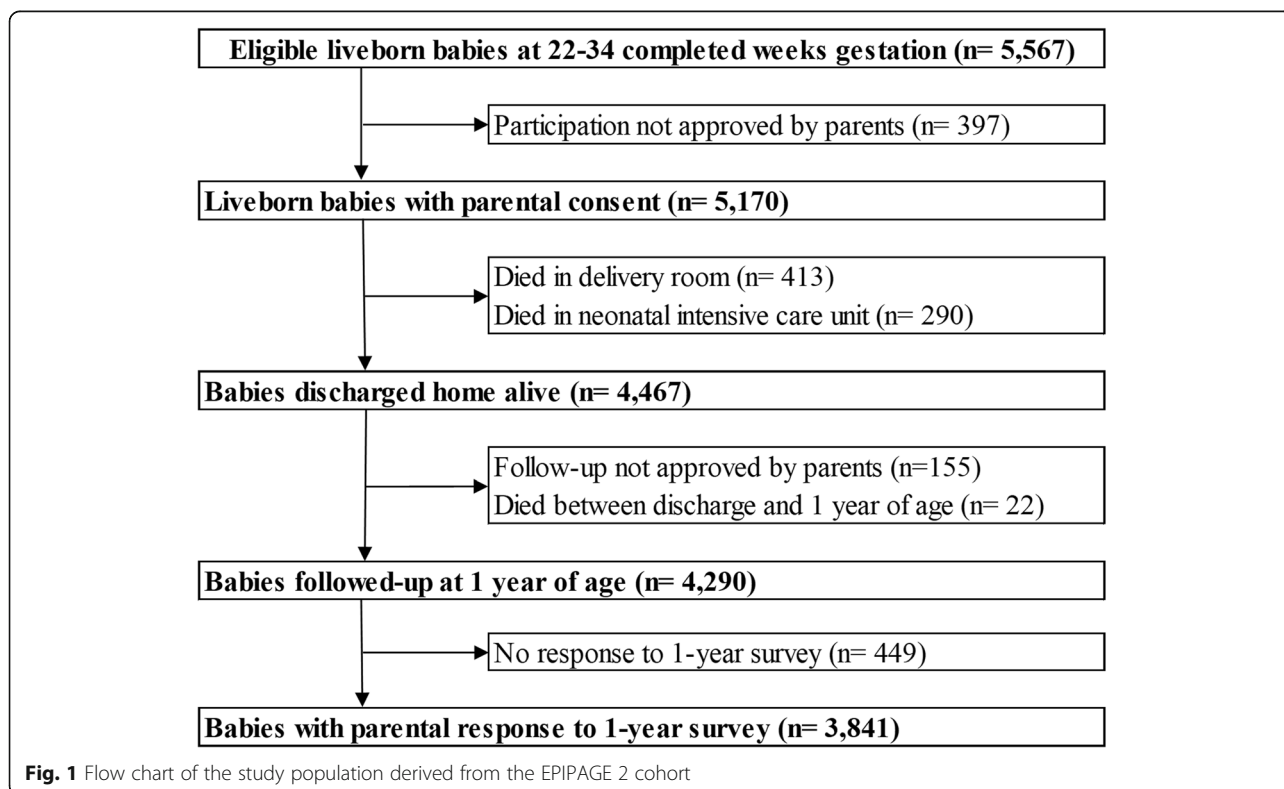 Eligible liveborn babies at 22-34 completed weeks gestation (n= 5,567)
Participation not approved by parents (n= 397)
Liveborn babies with parental consent (n= 5,170)
Died in delivery room (n= 413)
Died in neonatal intensive care unit (n= 290)
Babies discharged home alive (n= 4,467)
Follow-up not approved by parents (n=155)
Died between discharge and 1 year of age (n= 22)
Babies followed-up at 1 year of age (n= 4,290)
No response to 1-year survey (n= 449)
Babies with parental response to 1-year survey (n= 3,841)
Fig. 1 Flow chart of the study population derived from the EPIPAGE 2 cohort